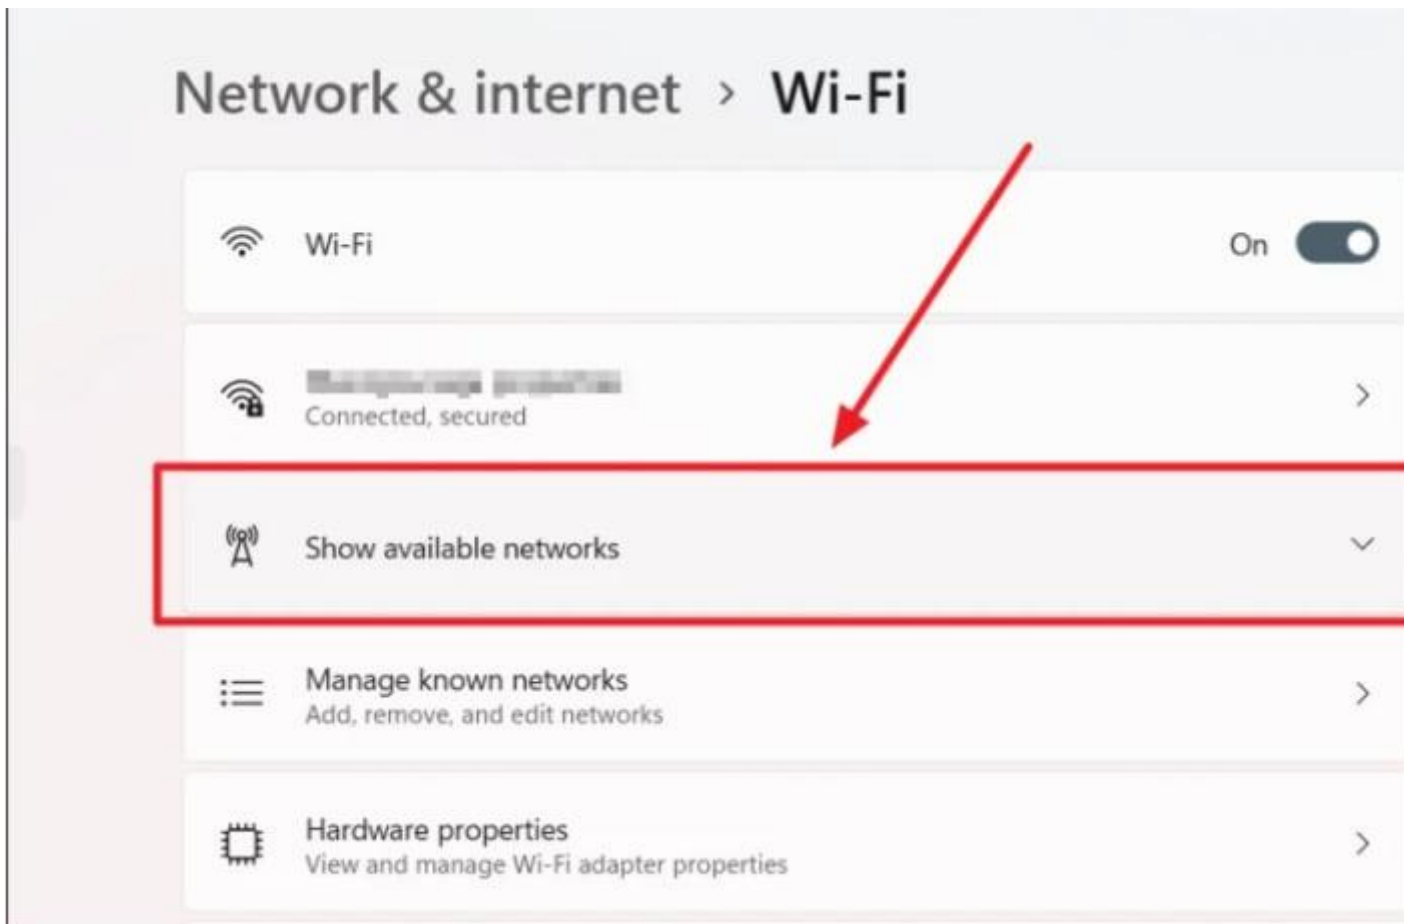 Network & internet > Wi-Fi
Wi-Fi
On
Connected, secured
Show available networks
Manage known networks
Add, remove, and edit networks
Hardware properties
View and manage Wi-Fi adapter properties